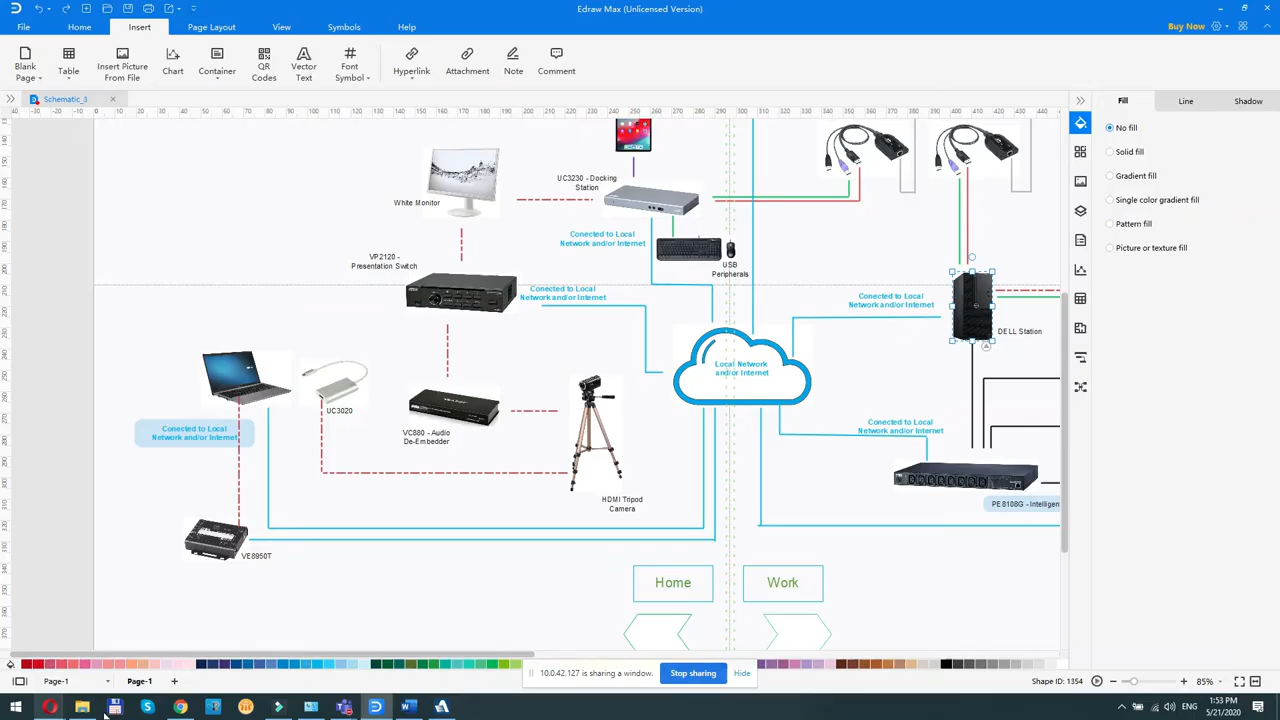 Edraw Max (Unlicensed Version)
File
Home
Insert
Page Layout
View
Symbols
Help
Buy Now
Blank
Page
Table
Insert Picture
From File
Chart
Container
QR
Codes
Vector
Text
Font
Symbol
Hyperlink
Attachment
Note
Comment
Schematic_3
Fill
Line
Shadow
No fill
Solid fill
Gradient fill
Single color gradient fill
Pattern fill
Picture or texture fill
UC3230 - Docking
Station
White Monitor
Conected to Local
Network and/or Internet
USB
Peripherals
VP2120 -
Presentation Switch
Conected to Local
Network and/or Internet
Conected to Local
Network and/or Internet
DELL Station
Local Network
and/or Internet
UC3020
Conected to Local
Network and/or Internet
VC880 - Audio
De-Embedder
Conected to Local
Network and/or Internet
HDMI Tripod
Camera
PE8108G - Intelligen
VE8950T
Home
Work
10.0.42.127 is sharing a window.
Stop sharing
Hide
Page-1
Page-1
Shape ID: 1354
85%
ENG
1:53 PM
5/21/2020